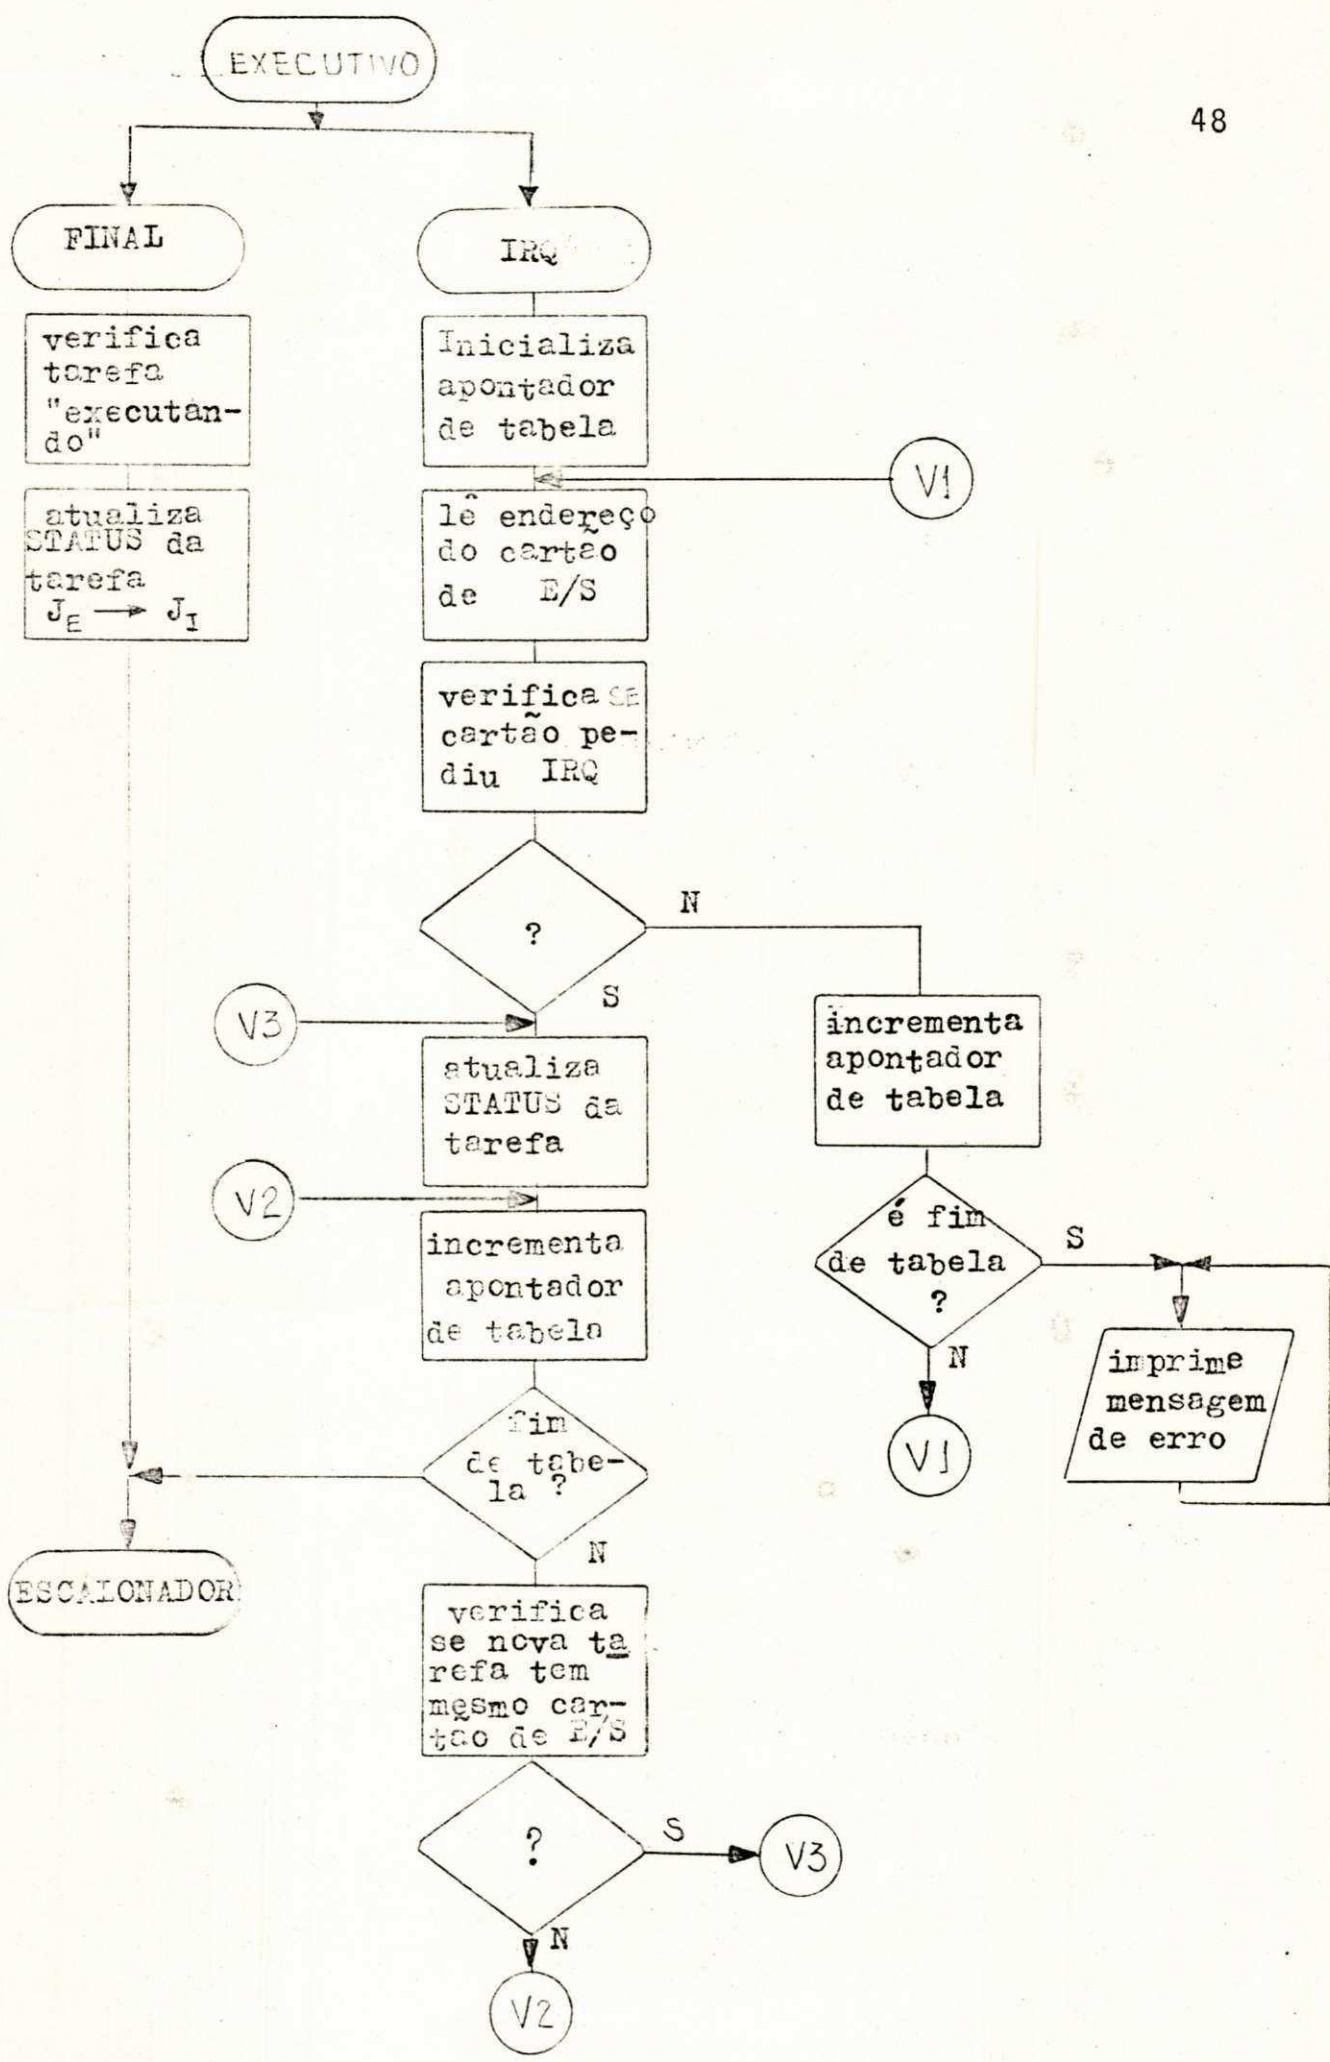 EXECUTIVO
48
FINAL
IRQ
verifica
tarefa
"executan-
do"
atualiza
STATUS da
tarefa
J_E → J_I
Inicializa
apontador
de tabela
V1
lê endereço
do cartão
de E/S
verifica SE
cartão pe-
diu IRQ
?
N
S
V3
atualiza
STATUS da
tarefa
incrementa
apontador
de tabela
V2
incrementa
apontador
de tabela
é fim
de tabela
?
S
N
V1
imprime
mensagem
de erro
fim
de tabe-
la ?
N
ESCALONADOR
verifica
se nova ta
refa tem
mesmo car-
tão de E/S
?
S
V3
N
V2